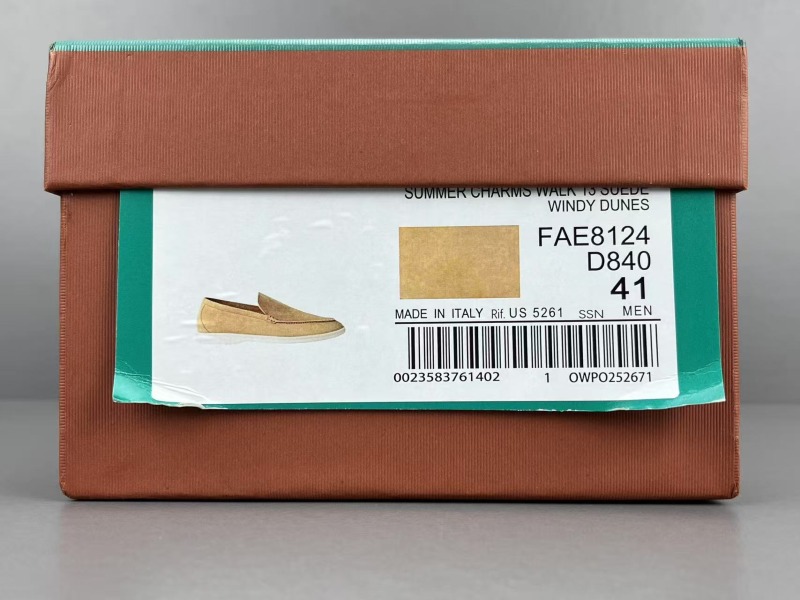 SUMMER CHARMS WALK 13 SUEDE
WINDY DUNES
FAE8124
D840
41
MADE IN ITALY Rif. US 5261 SSN MEN
0023583761402 1 OWPO252671